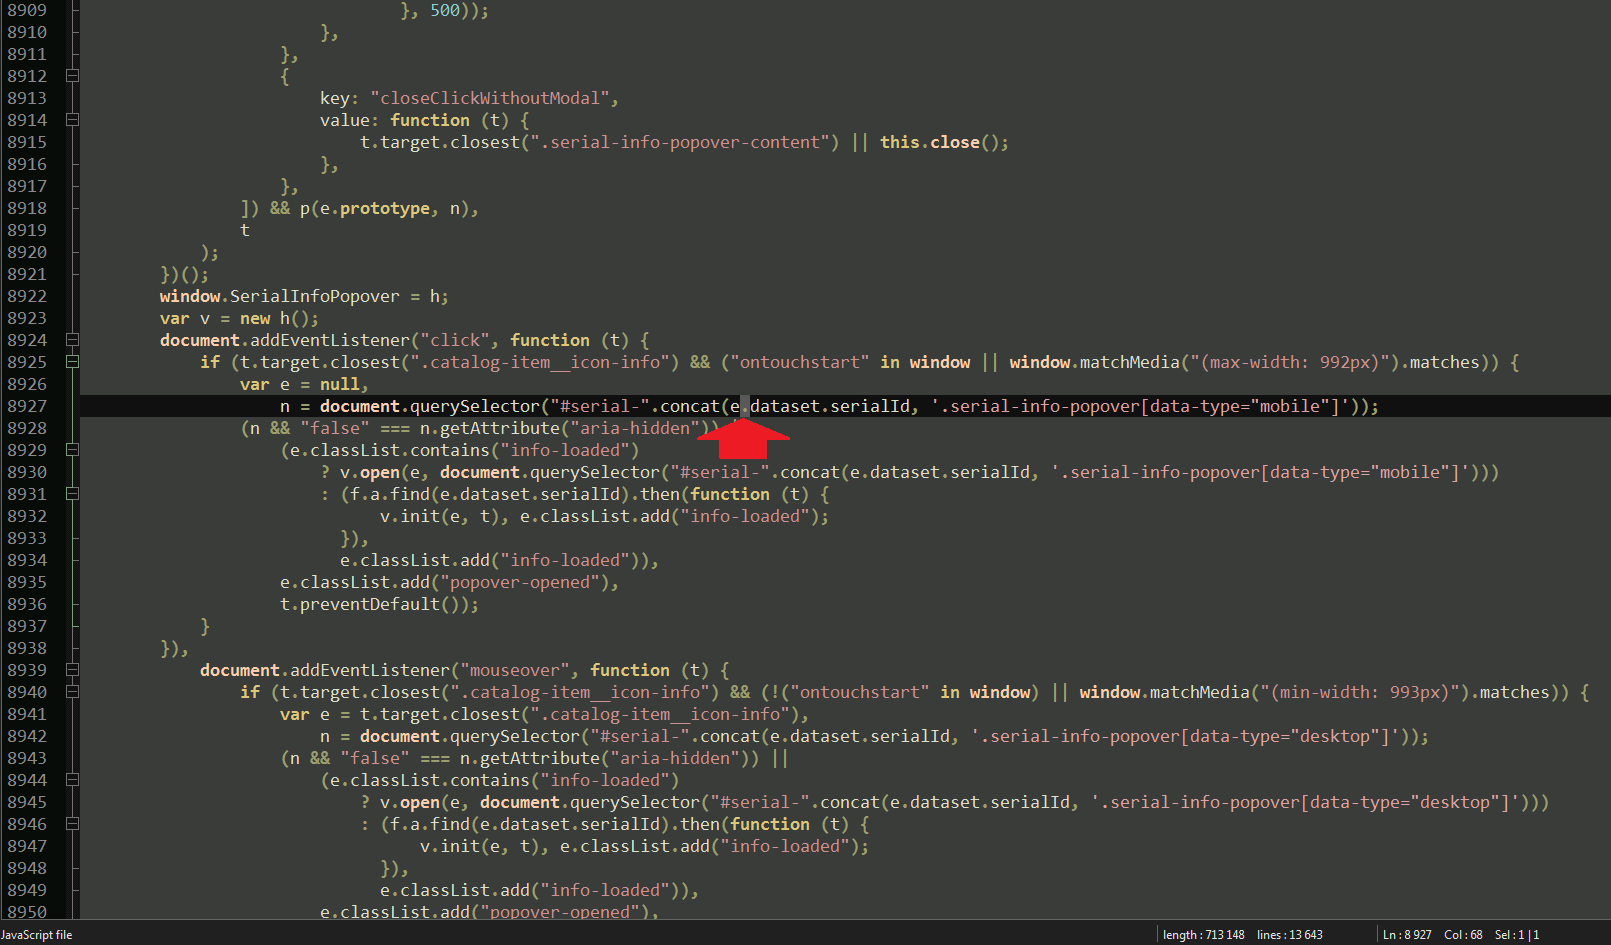 8909 }, 500));
8910 },
8911 },
8912 {
8913 key: "closeClickWithoutModal",
8914 value: function (t) {
8915 t.target.closest(".serial-info-popover-content") || this.close();
8916 },
8917 },
8918 ]) && p(e.prototype, n),
8919 t
8920 );
8921 })();
8922 window.SerialInfoPopover = h;
8923 var v = new h();
8924 document.addEventListener("click", function (t) {
8925 if (t.target.closest(".catalog-item__icon-info") && ("ontouchstart" in window || window.matchMedia("(max-width: 992px)").matches)) {
8926 var e = null,
8927 n = document.querySelector("#serial-".concat(e.dataset.serialId, '.serial-info-popover[data-type="mobile"]'));
8928 (n && "false" === n.getAttribute("aria-hidden"))
8929 (e.classList.contains("info-loaded")
8930 ? v.open(e, document.querySelector("#serial-".concat(e.dataset.serialId, '.serial-info-popover[data-type="mobile"]')))
8931 : (f.a.find(e.dataset.serialId).then(function (t) {
8932 v.init(e, t), e.classList.add("info-loaded");
8933 }),
8934 e.classList.add("info-loaded")),
8935 e.classList.add("popover-opened"),
8936 t.preventDefault());
8937 }
8938 }),
8939 document.addEventListener("mouseover", function (t) {
8940 if (t.target.closest(".catalog-item__icon-info") && (!("ontouchstart" in window) || window.matchMedia("(min-width: 993px)").matches)) {
8941 var e = t.target.closest(".catalog-item__icon-info"),
8942 n = document.querySelector("#serial-".concat(e.dataset.serialId, '.serial-info-popover[data-type="desktop"]'));
8943 (n && "false" === n.getAttribute("aria-hidden")) ||
8944 (e.classList.contains("info-loaded")
8945 ? v.open(e, document.querySelector("#serial-".concat(e.dataset.serialId, '.serial-info-popover[data-type="desktop"]')))
8946 : (f.a.find(e.dataset.serialId).then(function (t) {
8947 v.init(e, t), e.classList.add("info-loaded");
8948 }),
8949 e.classList.add("info-loaded")),
8950 e.classList.add("popover-opened"),
JavaScript file length : 713 148 lines : 13 643 Ln : 8 927 Col : 68 Sel : 1 | 1